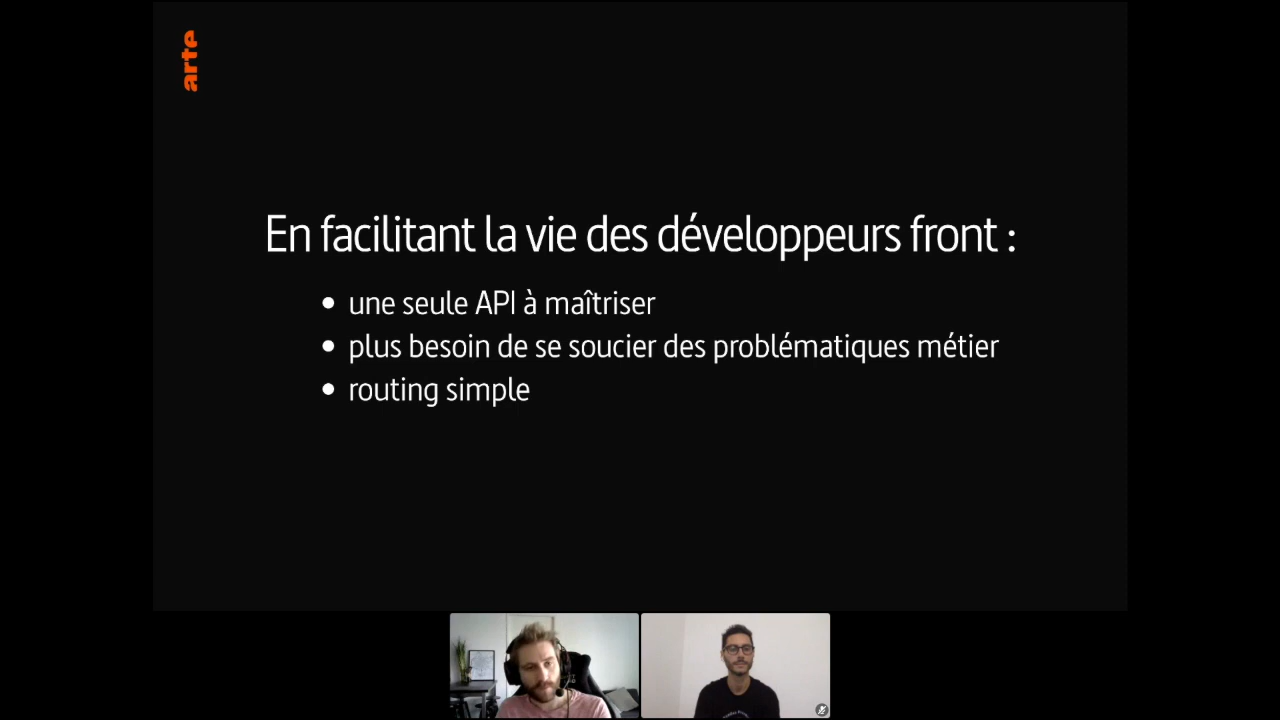 arte
En facilitant la vie des développeurs front :
• une seule API à maîtriser
• plus besoin de se soucier des problématiques métier
• routing simple